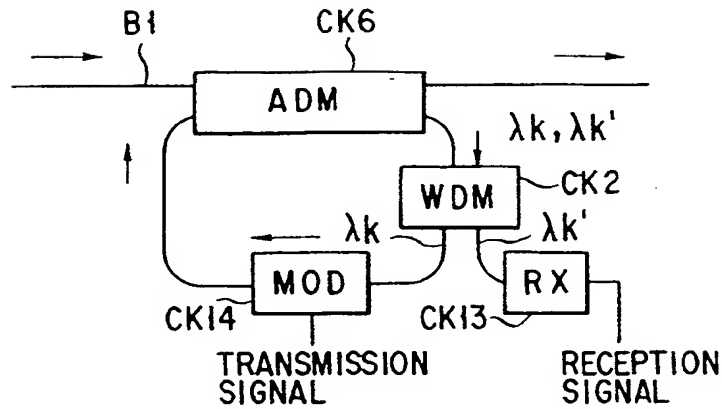 B1
CK6
ADM
λk, λk'
WDM
CK2
λk
λk'
MOD
RX
CK14
CK13
TRANSMISSION
SIGNAL
RECEPTION
SIGNAL